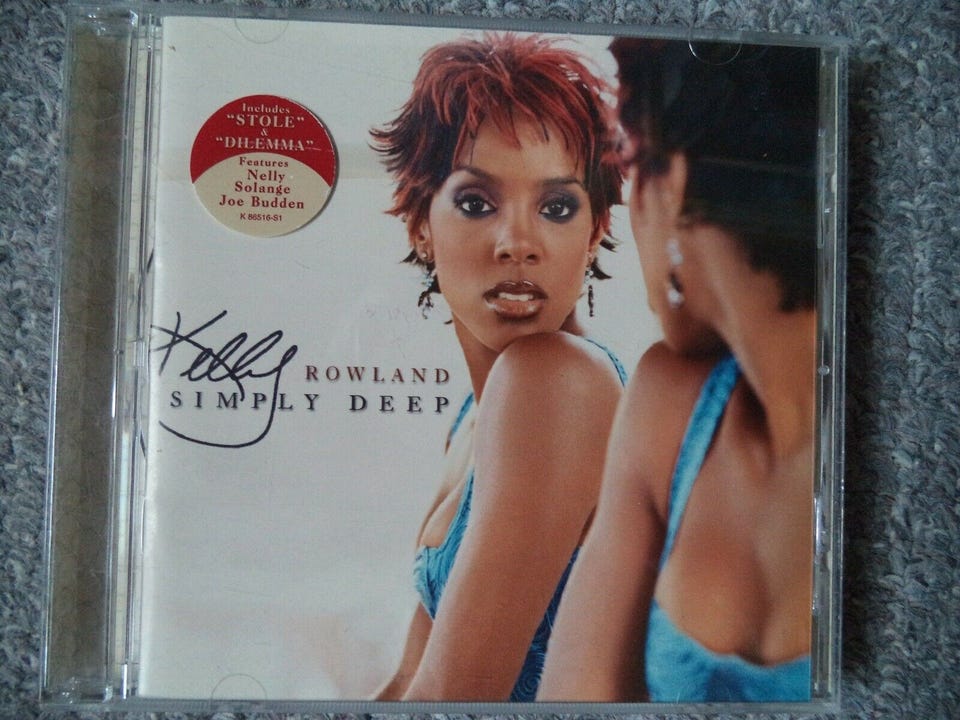 Includes
"STOLE"
&
"DILEMMA"
Features
Nelly
Solange
Joe Budden
K 86516-S1
Kelly ROWLAND
SIMPLY DEEP